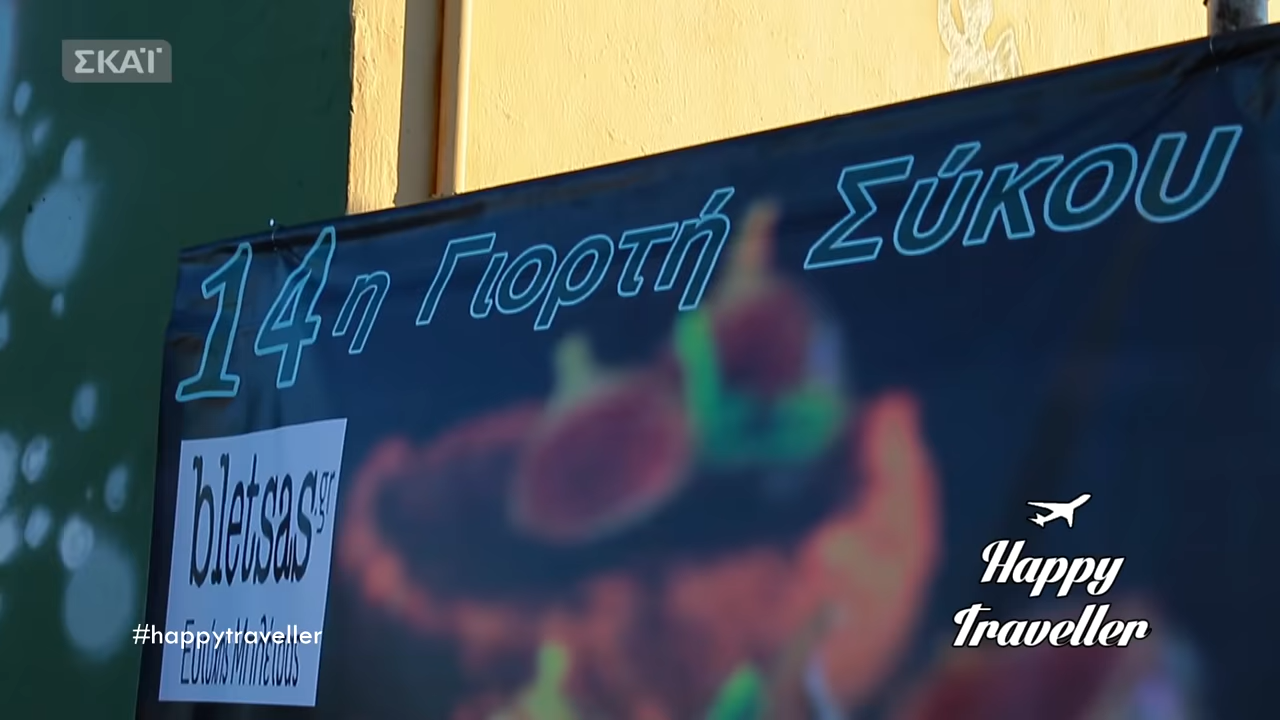 ΣΚΑΪ
14η Γιορτή Σύκου
bletsas.gr
#happytraveller
Happy
Traveller